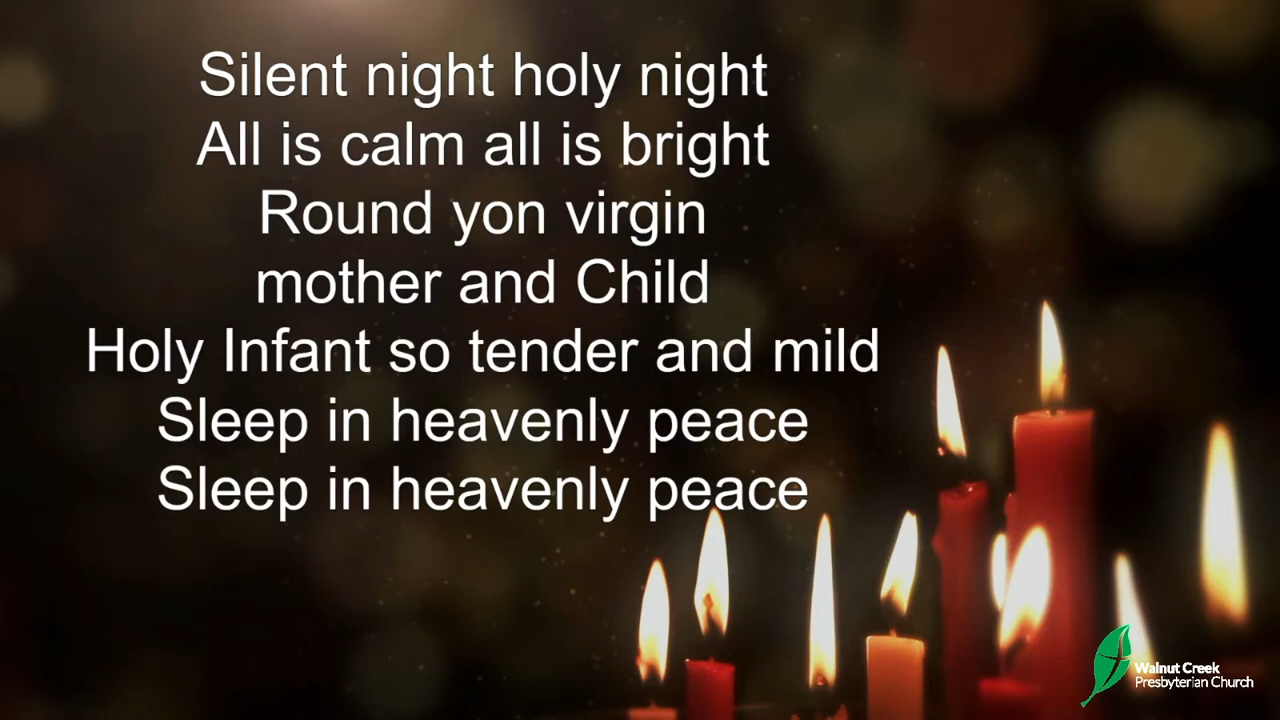 Silent night holy night
All is calm all is bright
Round yon virgin
mother and Child
Holy Infant so tender and mild
Sleep in heavenly peace
Sleep in heavenly peace
Walnut Creek
Presbyterian Church